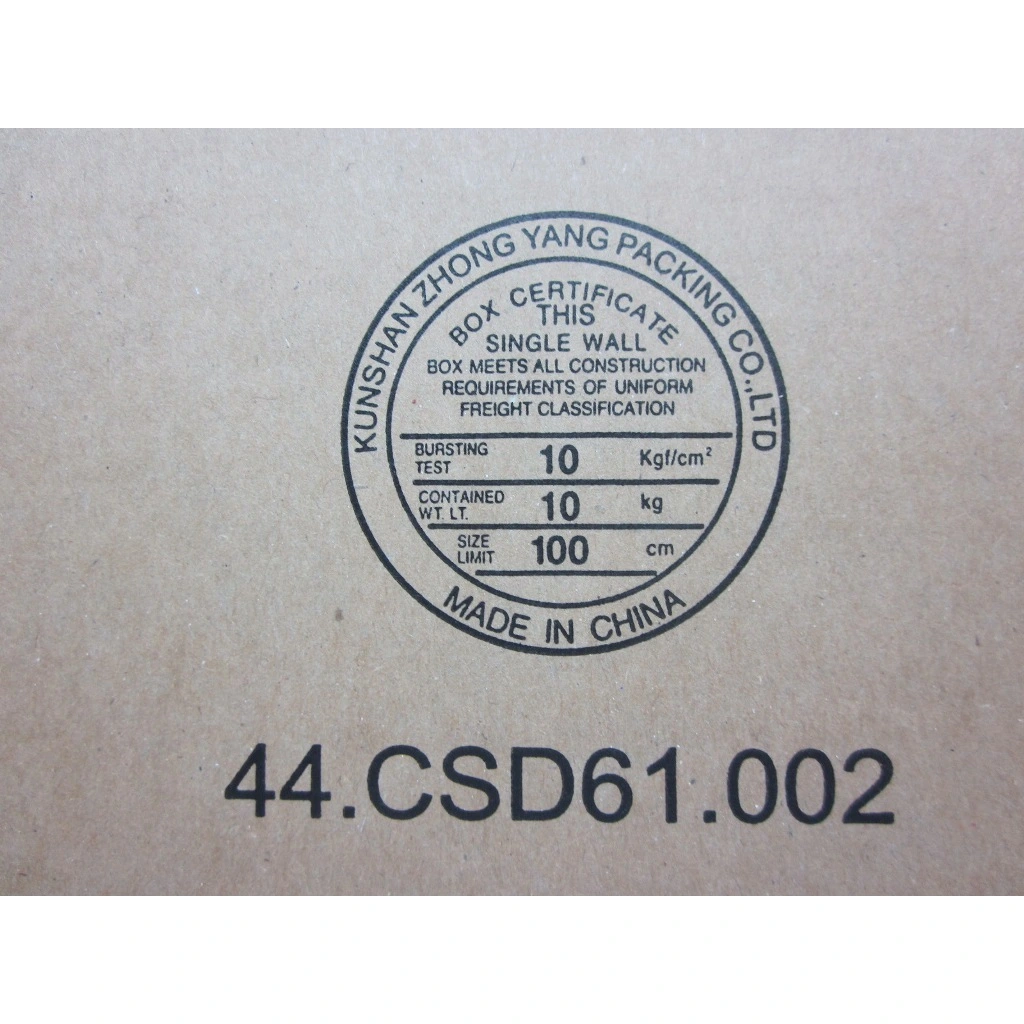 KUNSHAN ZHONG YANG PACKING CO.,LTD
BOX CERTIFICATE
THIS
SINGLE WALL
BOX MEETS ALL CONSTRUCTION
REQUIREMENTS OF UNIFORM
FREIGHT CLASSIFICATION
BURSTING TEST 10 Kgf/cm²
CONTAINED WT. LT. 10 kg
SIZE LIMIT 100 cm
MADE IN CHINA
44.CSD61.002